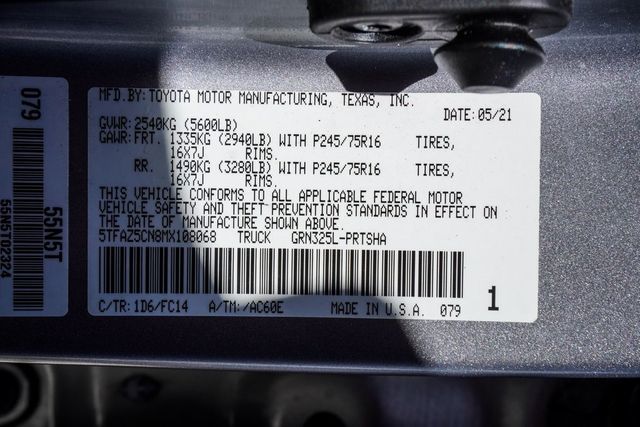 MFD.BY:TOYOTA MOTOR MANUFACTURING, TEXAS, INC.
DATE:05/21
GVWR:2540KG (5600LB)
GAWR:FRT. 1335KG (2940LB) WITH P245/75R16 TIRES,
16X7J RIMS.
RR. 1490KG (3280LB) WITH P245/75R16 TIRES,
16X7J RIMS.
THIS VEHICLE CONFORMS TO ALL APPLICABLE FEDERAL MOTOR
VEHICLE SAFETY AND THEFT PREVENTION STANDARDS IN EFFECT ON
THE DATE OF MANUFACTURE SHOWN ABOVE.
5TFAZ5CN8MX108068 TRUCK GRN325L-PRTSHA
C/TR:1D6/FC14 A/TM:/AC60E MADE IN U.S.A. 079
1
079
55N5T
55N5T02324